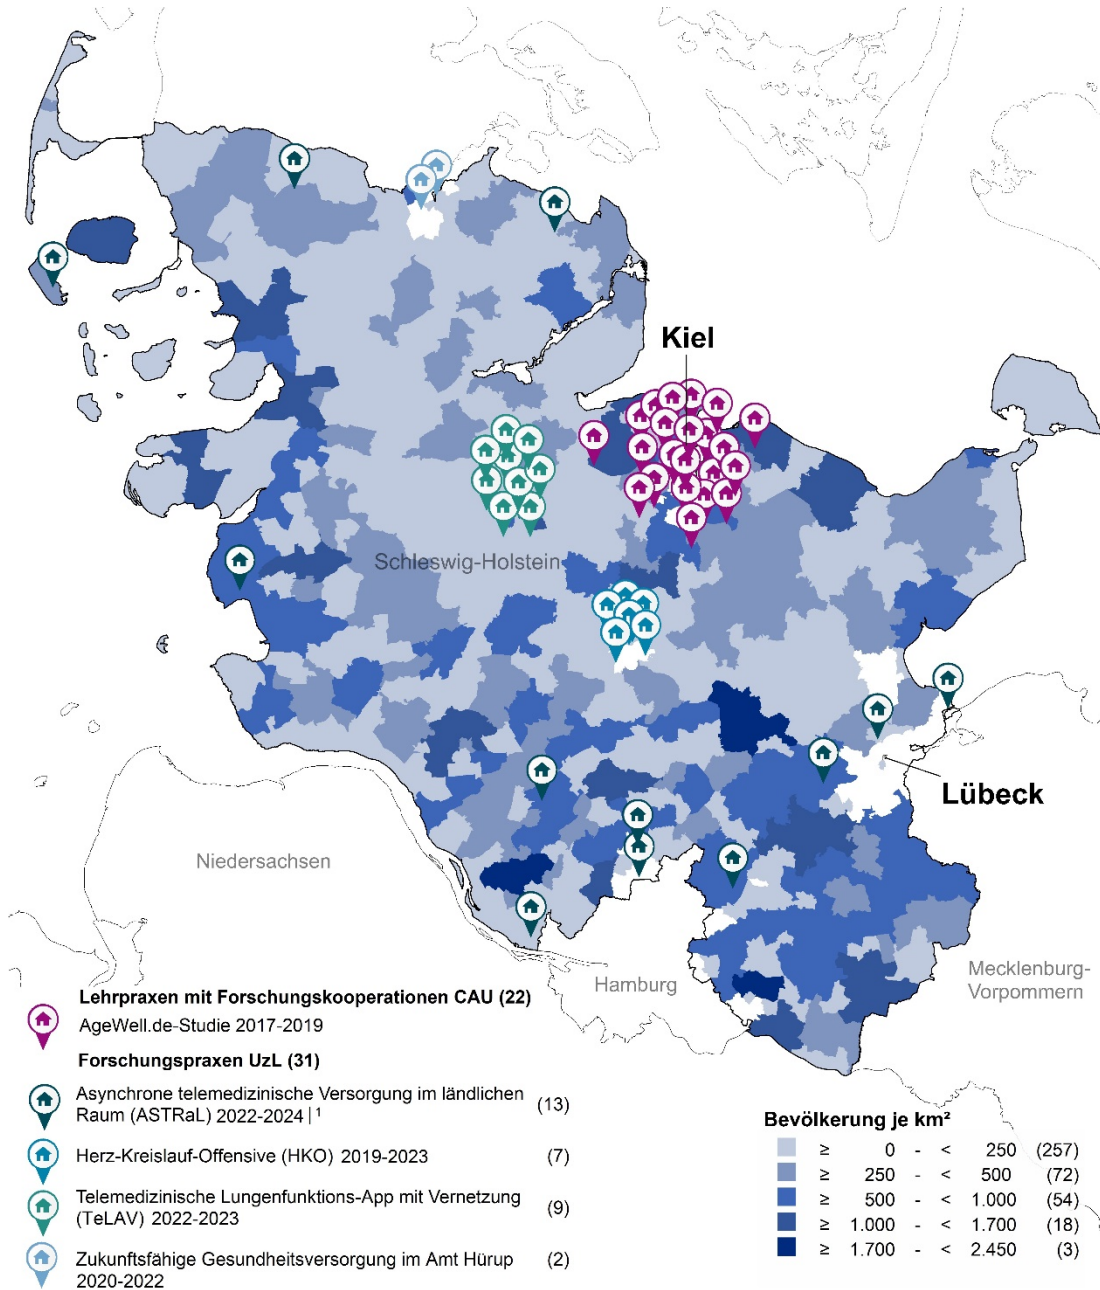 Kiel
Schleswig-Holstein
Lübeck
Niedersachsen
Hamburg
Mecklenburg-
Vorpommern
Lehrpraxen mit Forschungskooperationen CAU (22)
AgeWell.de-Studie 2017-2019
Forschungspraxen UzL (31)
Asynchrone telemedizinische Versorgung im ländlichen
Raum (ASTRaL) 2022-2024 |¹ (13)
Herz-Kreislauf-Offensive (HKO) 2019-2023 (7)
Telemedizinische Lungenfunktions-App mit Vernetzung
(TeLAV) 2022-2023 (9)
Zukunftsfähige Gesundheitsversorgung im Amt Hürup (2)
2020-2022
Bevölkerung je km²
≥ 0 - < 250 (257)
≥ 250 - < 500 (72)
≥ 500 - < 1.000 (54)
≥ 1.000 - < 1.700 (18)
≥ 1.700 - < 2.450 (3)